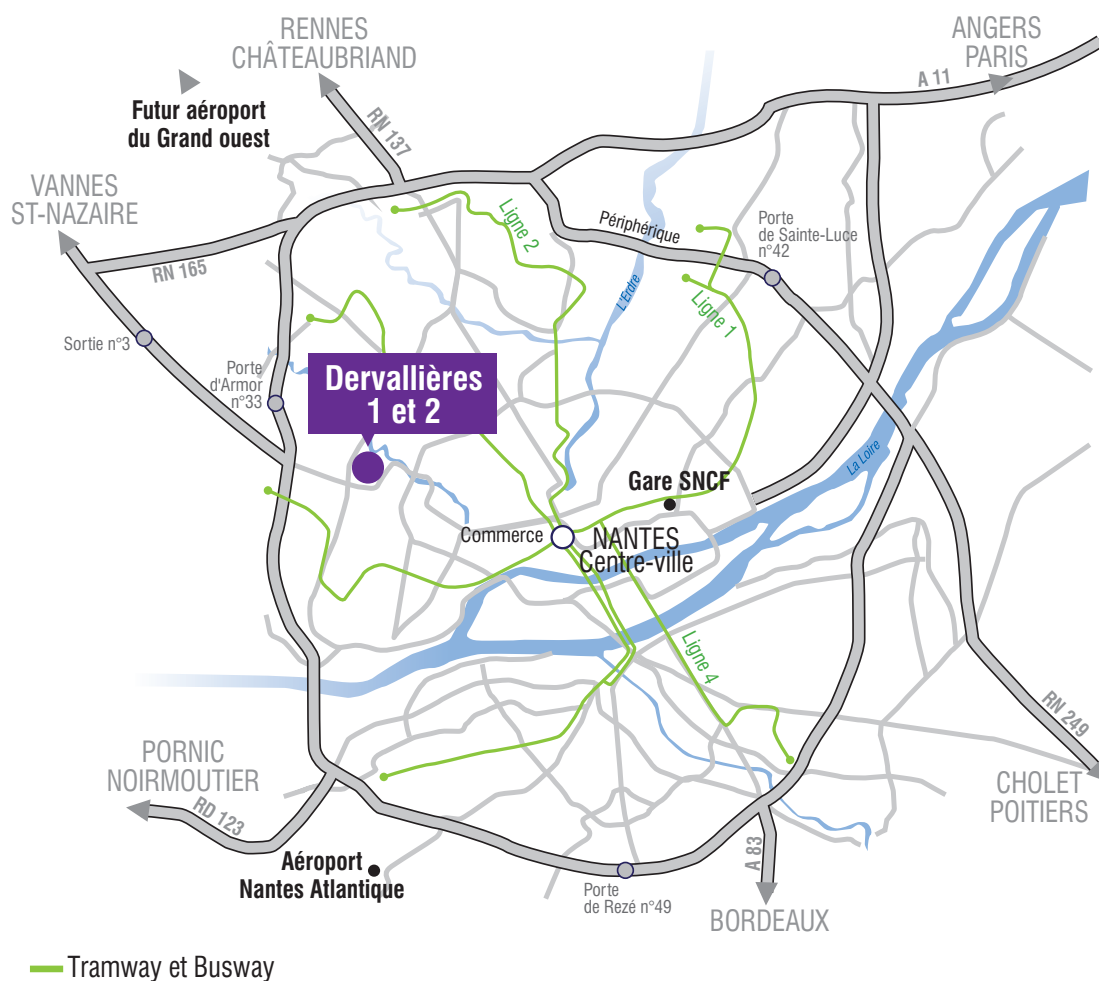 RENNES
CHÂTEAUBRIAND
ANGERS
PARIS
A 11
Futur aéroport
du Grand ouest
RN 137
VANNES
ST-NAZAIRE
Ligne 2
Périphérique
Porte
de Sainte-Luce
n°42
RN 165
L'Erdre
Ligne 1
Sortie n°3
Porte
d'Armor
n°33
Dervallières
1 et 2
La Loire
Gare SNCF
Commerce
NANTES
Centre-ville
Ligne 4
RN 249
PORNIC
NOIRMOUTIER
CHOLET
POITIERS
RD 123
A 83
Aéroport
Nantes Atlantique
Porte
de Rezé n°49
BORDEAUX
Tramway et Busway